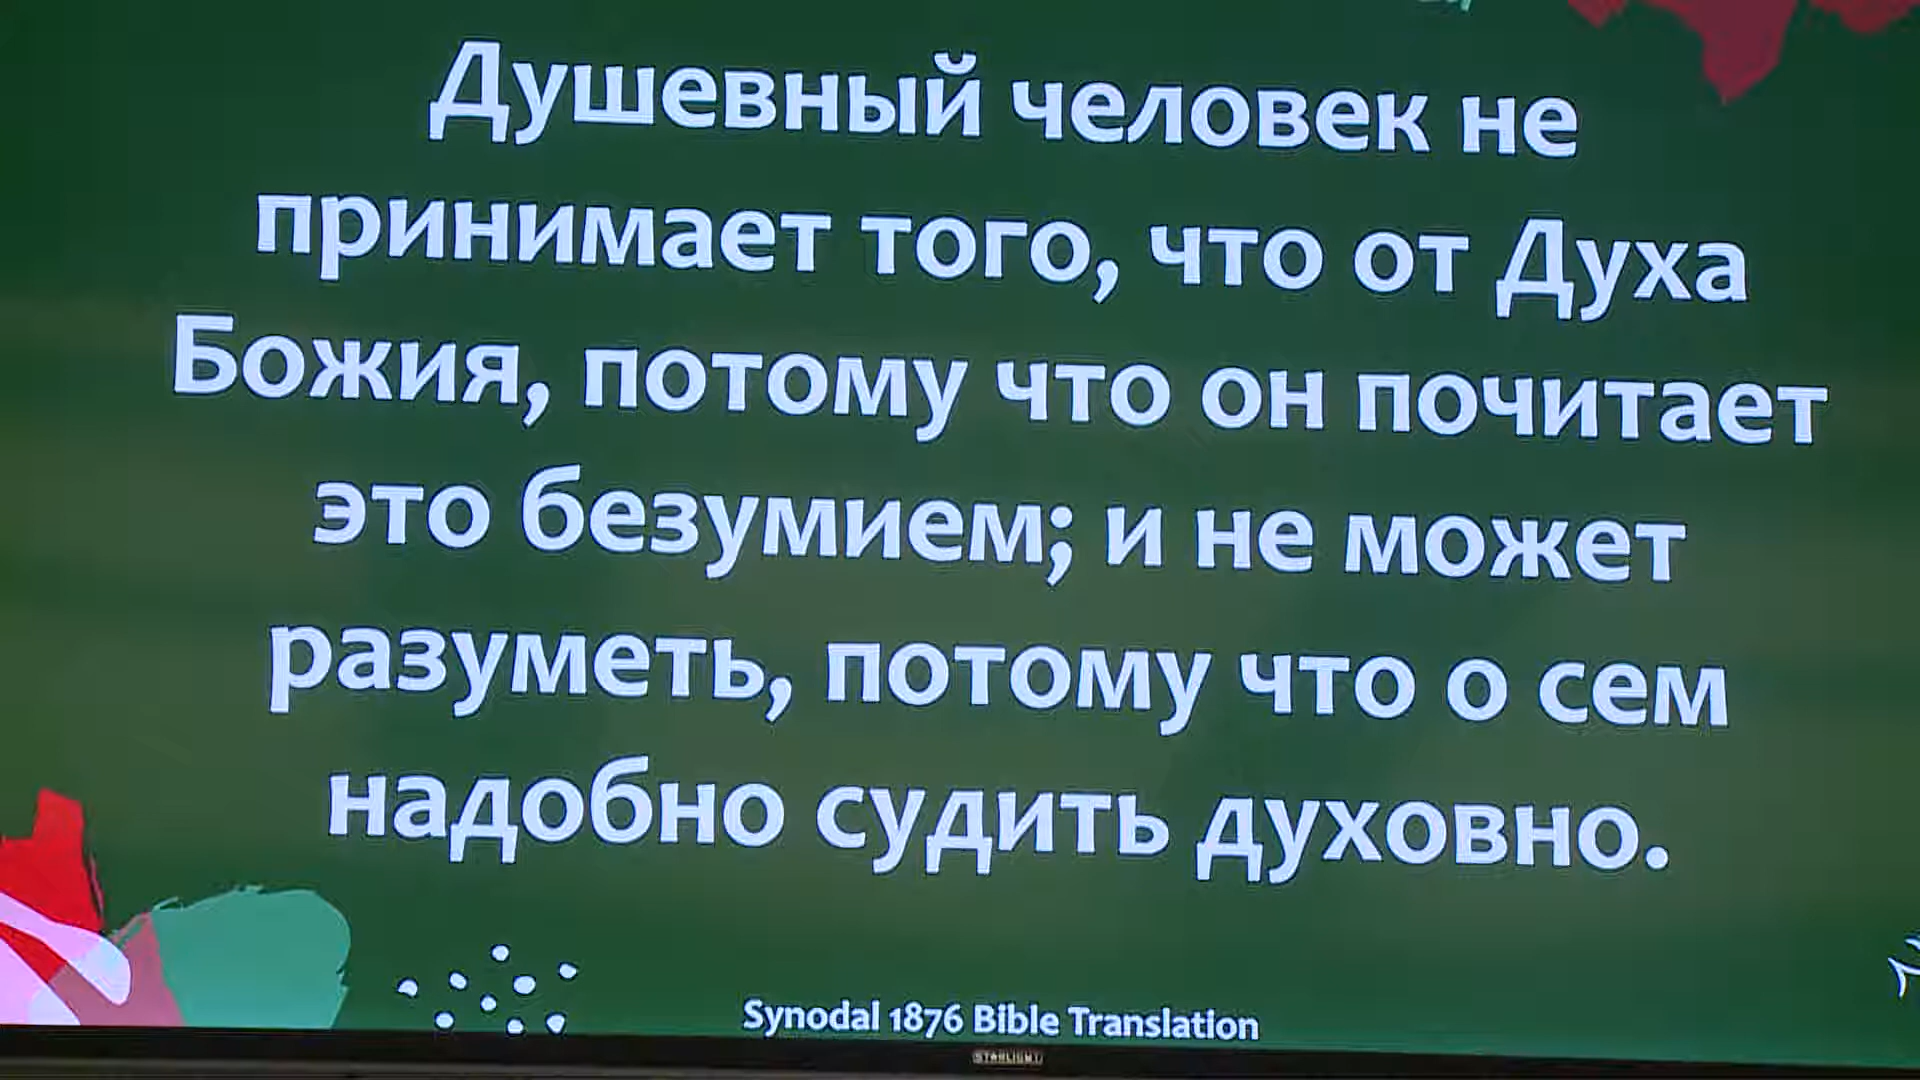 Душевный человек не
принимает того, что от Духа
Божия, потому что он почитает
это безумием; и не может
разуметь, потому что о сем
надобно судить духовно.
Synodal 1876 Bible Translation
STARLIGHT